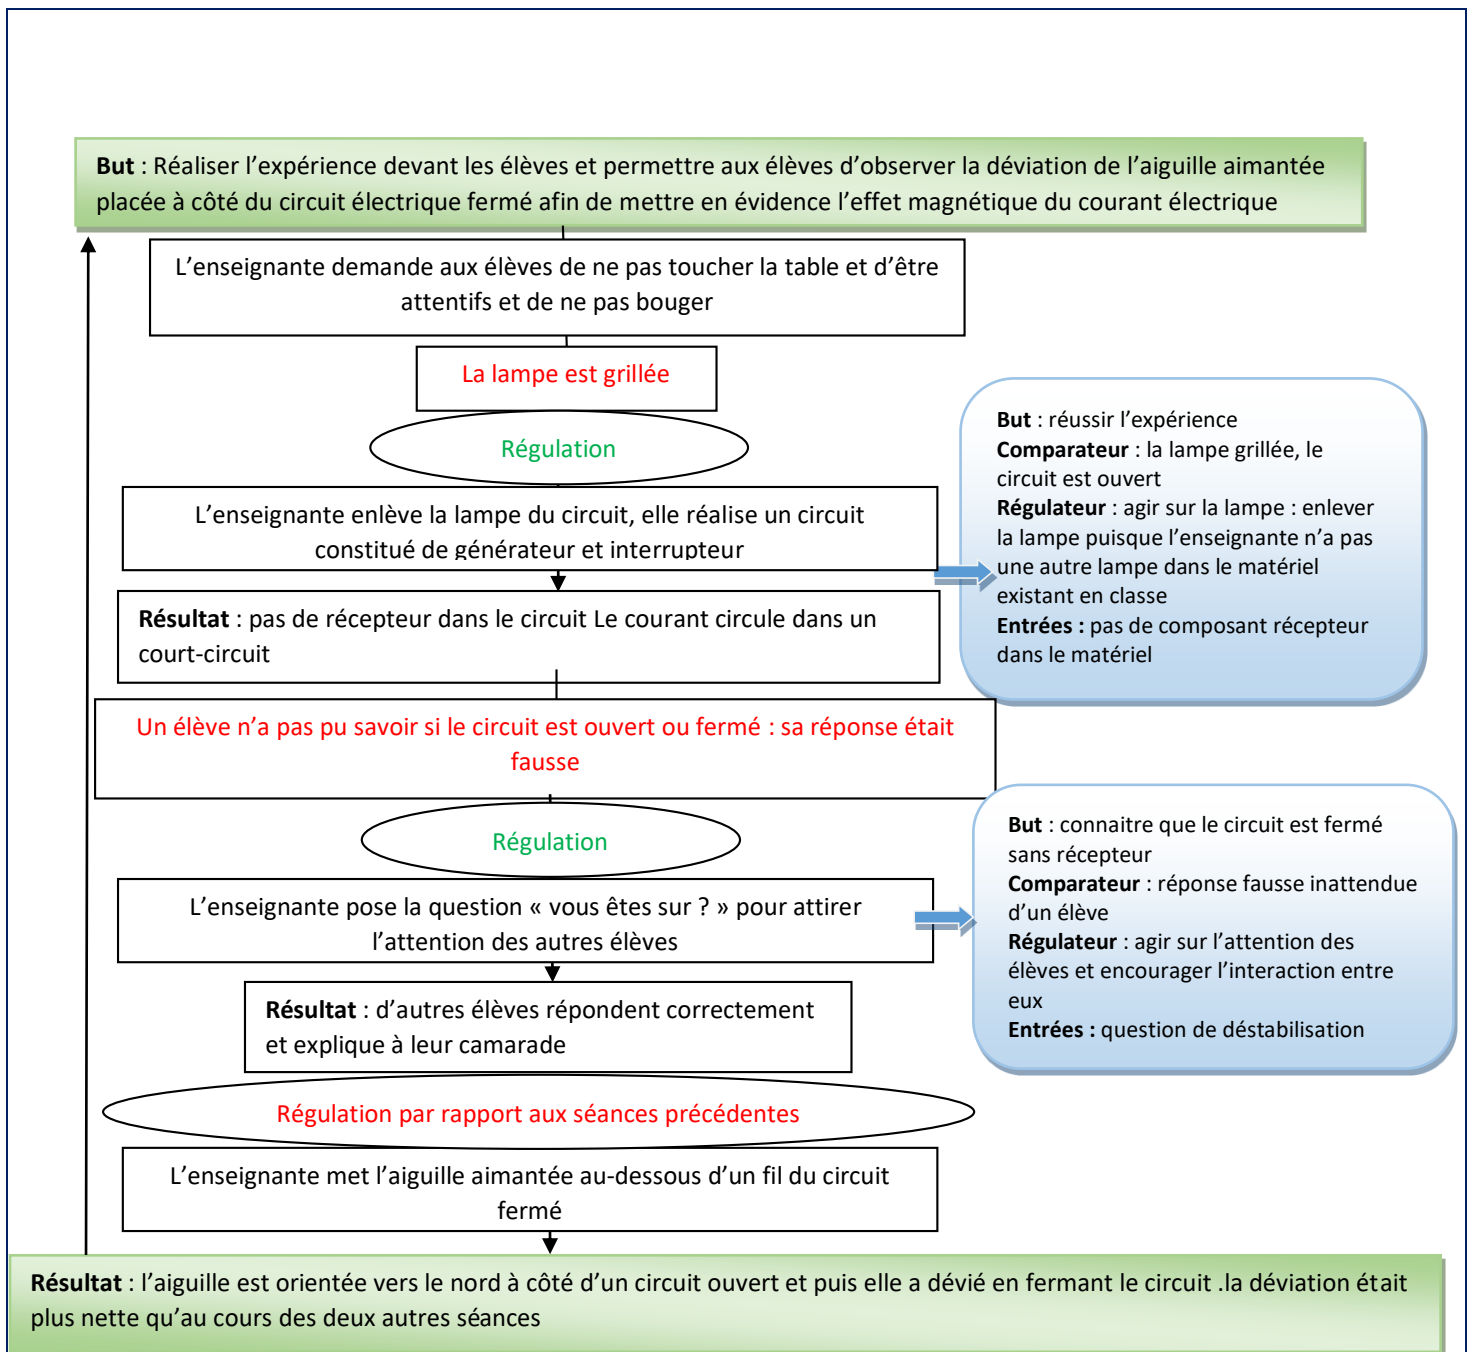 But : Réaliser l’expérience devant les élèves et permettre aux élèves d’observer la déviation de l’aiguille aimantée
placée à côté du circuit électrique fermé afin de mettre en évidence l’effet magnétique du courant électrique
L’enseignante demande aux élèves de ne pas toucher la table et d’être
attentifs et de ne pas bouger
La lampe est grillée
Régulation
L’enseignante enlève la lampe du circuit, elle réalise un circuit
constitué de générateur et interrupteur
But : réussir l’expérience
Comparateur : la lampe grillée, le
circuit est ouvert
Régulateur : agir sur la lampe : enlever
la lampe puisque l’enseignante n’a pas
une autre lampe dans le matériel
existant en classe
Entrées : pas de composant récepteur
dans le matériel
Résultat : pas de récepteur dans le circuit Le courant circule dans un
court-circuit
Un élève n’a pas pu savoir si le circuit est ouvert ou fermé : sa réponse était
fausse
Régulation
L’enseignante pose la question « vous êtes sur ? » pour attirer
l’attention des autres élèves
But : connaitre que le circuit est fermé
sans récepteur
Comparateur : réponse fausse inattendue
d’un élève
Régulateur : agir sur l’attention des
élèves et encourager l’interaction entre
eux
Entrées : question de déstabilisation
Résultat : d’autres élèves répondent correctement
et explique à leur camarade
Régulation par rapport aux séances précédentes
L’enseignante met l’aiguille aimantée au-dessous d’un fil du circuit
fermé
Résultat : l’aiguille est orientée vers le nord à côté d’un circuit ouvert et puis elle a dévié en fermant le circuit .la déviation était
plus nette qu’au cours des deux autres séances